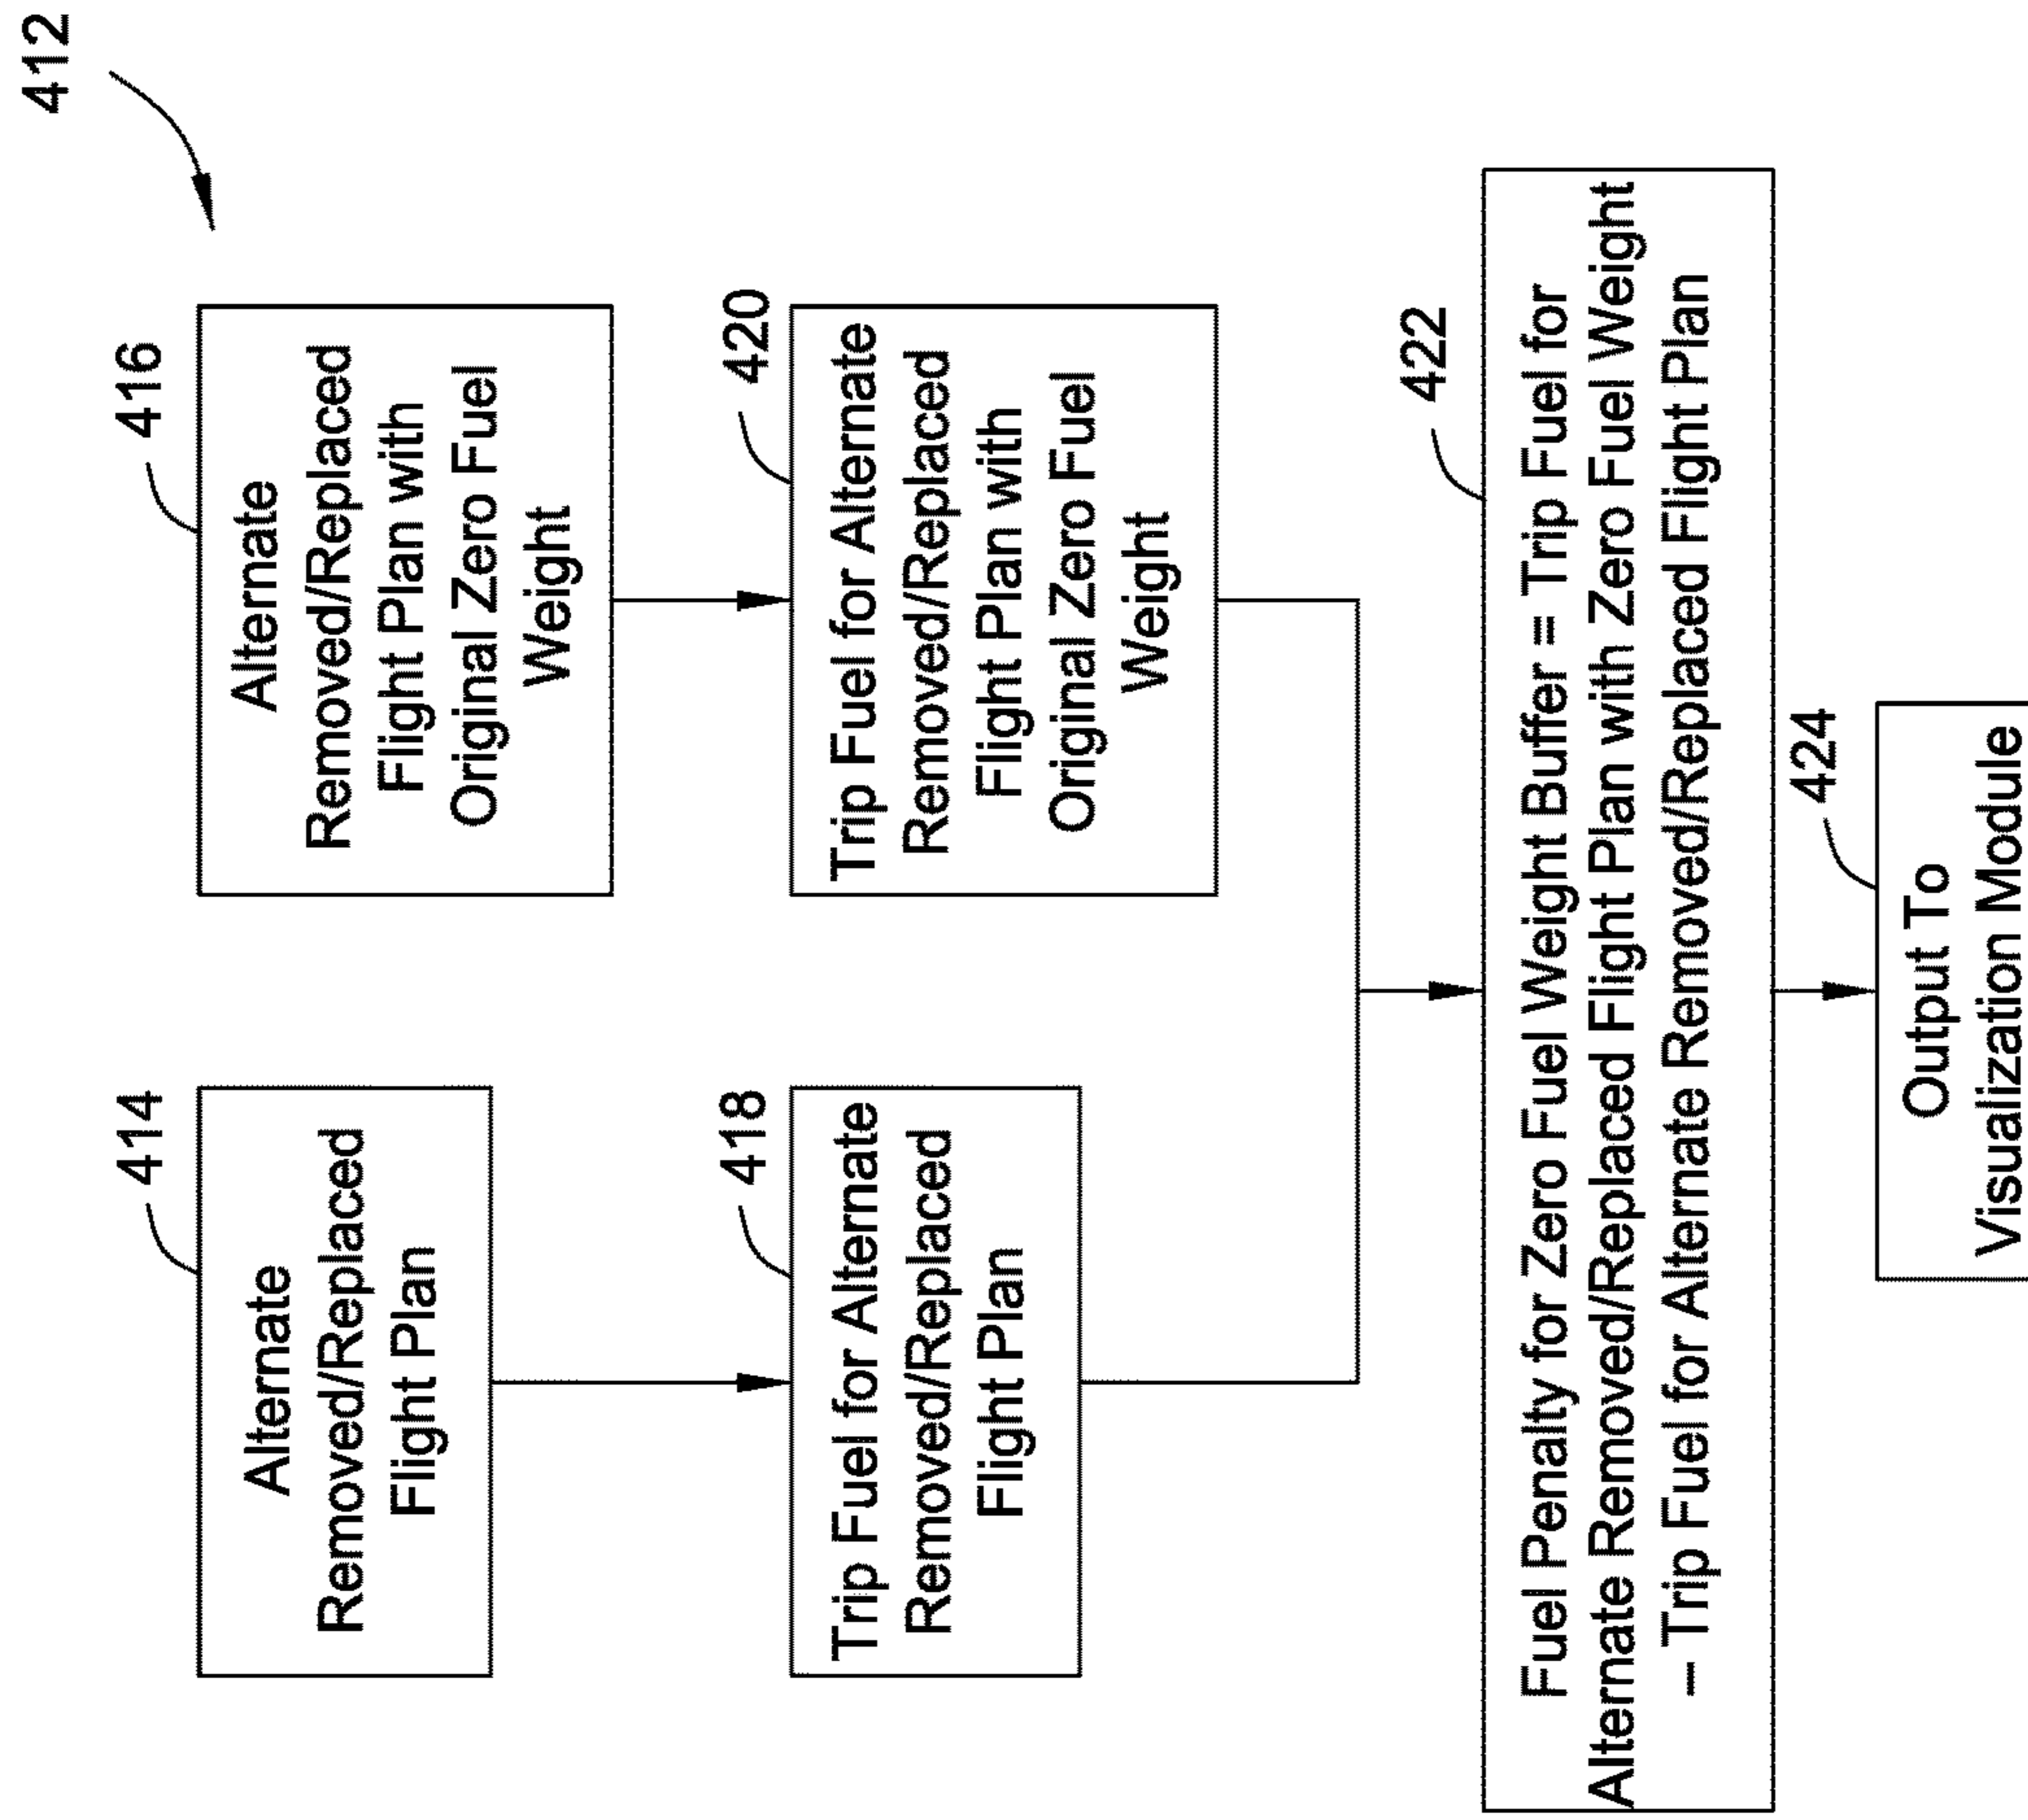 412
414
Alternate
Removed/Replaced
Flight Plan
416
Alternate
Removed/Replaced
Flight Plan with
Original Zero Fuel
Weight
418
Trip Fuel for Alternate
Removed/Replaced
Flight Plan
420
Trip Fuel for Alternate
Removed/Replaced
Flight Plan with
Original Zero Fuel
Weight
422
Fuel Penalty for Zero Fuel Weight Buffer = Trip Fuel for
Alternate Removed/Replaced Flight Plan with Zero Fuel Weight
– Trip Fuel for Alternate Removed/Replaced Flight Plan
424
Output To
Visualization Module